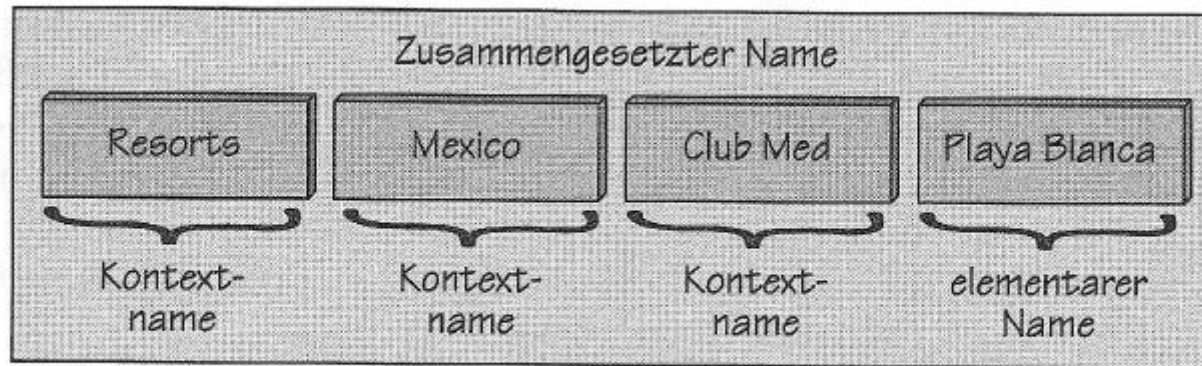 Zusammengesetzter Name
Resorts Mexico Club Med Playa Blanca
Kontext- Kontext- Kontext- elementarer
name name name Name